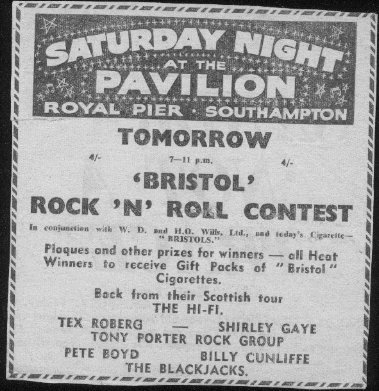 SATURDAY NIGHT
AT THE
PAVILION
ROYAL PIER · SOUTHAMPTON
TOMORROW
4/- 7—11 p.m. 4/-
'BRISTOL'
ROCK 'N' ROLL CONTEST
In conjunction with W. D. and H.O. Wills, Ltd., and today's Cigarette—
"BRISTOLS."
Plaques and other prizes for winners — all Heat
Winners to receive Gift Packs of "Bristol"
Cigarettes.
Back from their Scottish tour
THE HI-FI.
TEX ROBERG — SHIRLEY GAYE
TONY PORTER ROCK GROUP
PETE BOYD BILLY CUNLIFFE
THE BLACKJACKS.